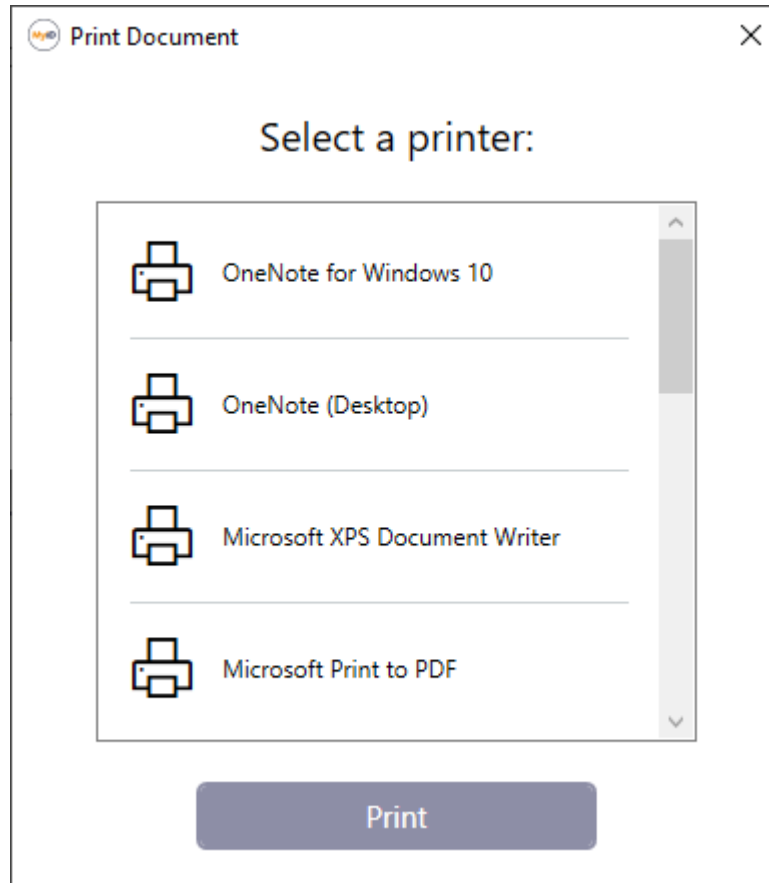 MyID
Print Document
Select a printer:
OneNote for Windows 10
OneNote (Desktop)
Microsoft XPS Document Writer
Microsoft Print to PDF
Print